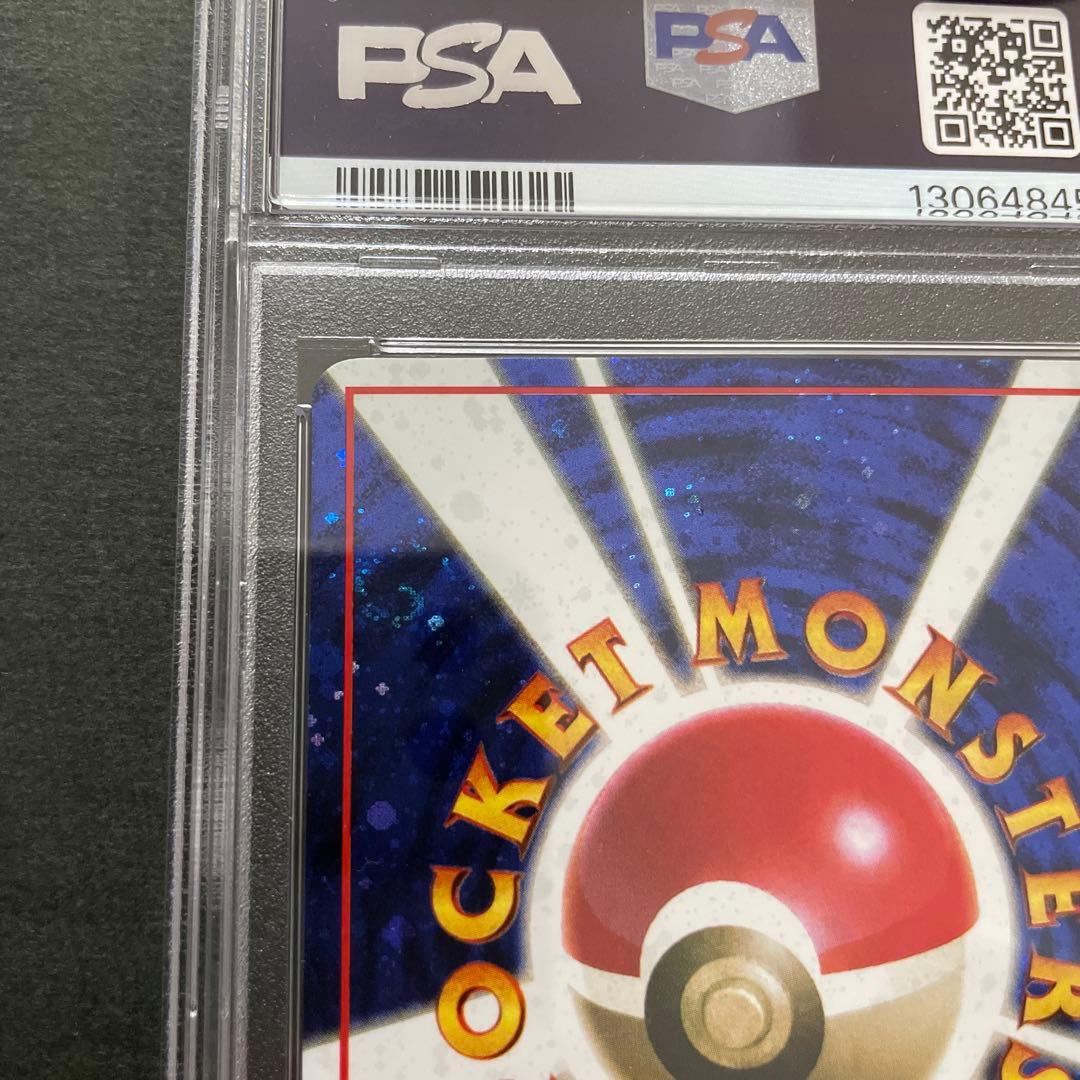 PSA PSA
13064845
POCKET MONSTERS